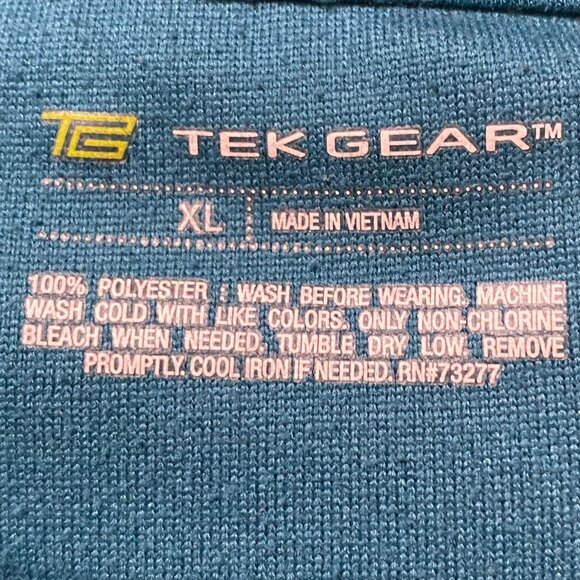 TG TEK GEAR™
XL MADE IN VIETNAM
100% POLYESTER : WASH BEFORE WEARING. MACHINE
WASH COLD WITH LIKE COLORS. ONLY NON-CHLORINE
BLEACH WHEN NEEDED. TUMBLE DRY LOW. REMOVE
PROMPTLY. COOL IRON IF NEEDED. RN#73277